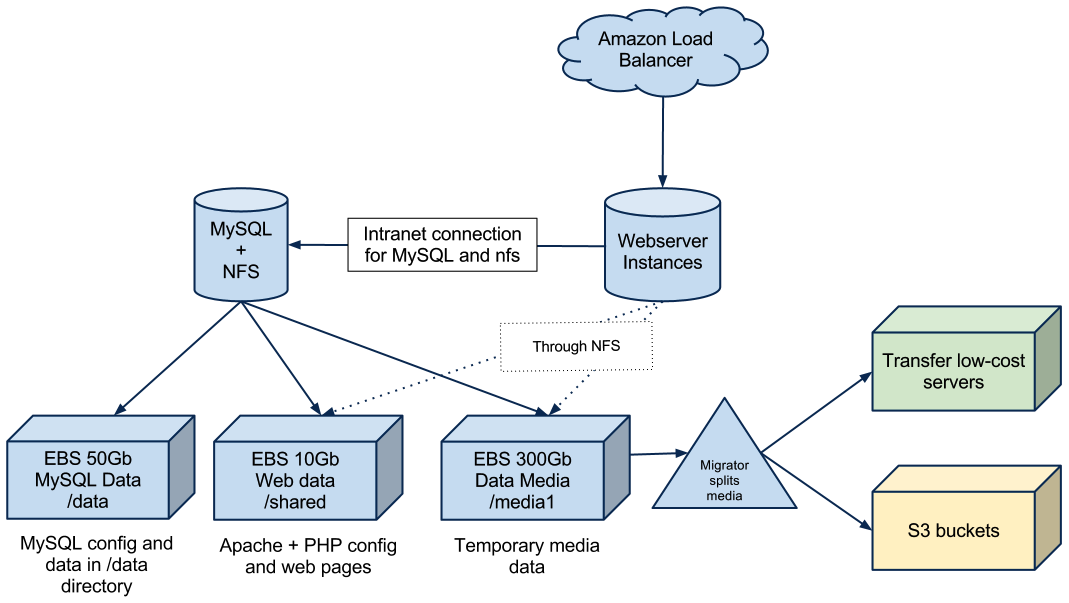 Amazon Load
Balancer
MySQL
+
NFS
Intranet connection
for MySQL and nfs
Webserver
Instances
Through NFS
Transfer low-cost
servers
EBS 50Gb
MySQL Data
/data
EBS 10Gb
Web data
/shared
EBS 300Gb
Data Media
/media1
Migrator
splits
media
S3 buckets
MySQL config and
data in /data
directory
Apache + PHP config
and web pages
Temporary media
data